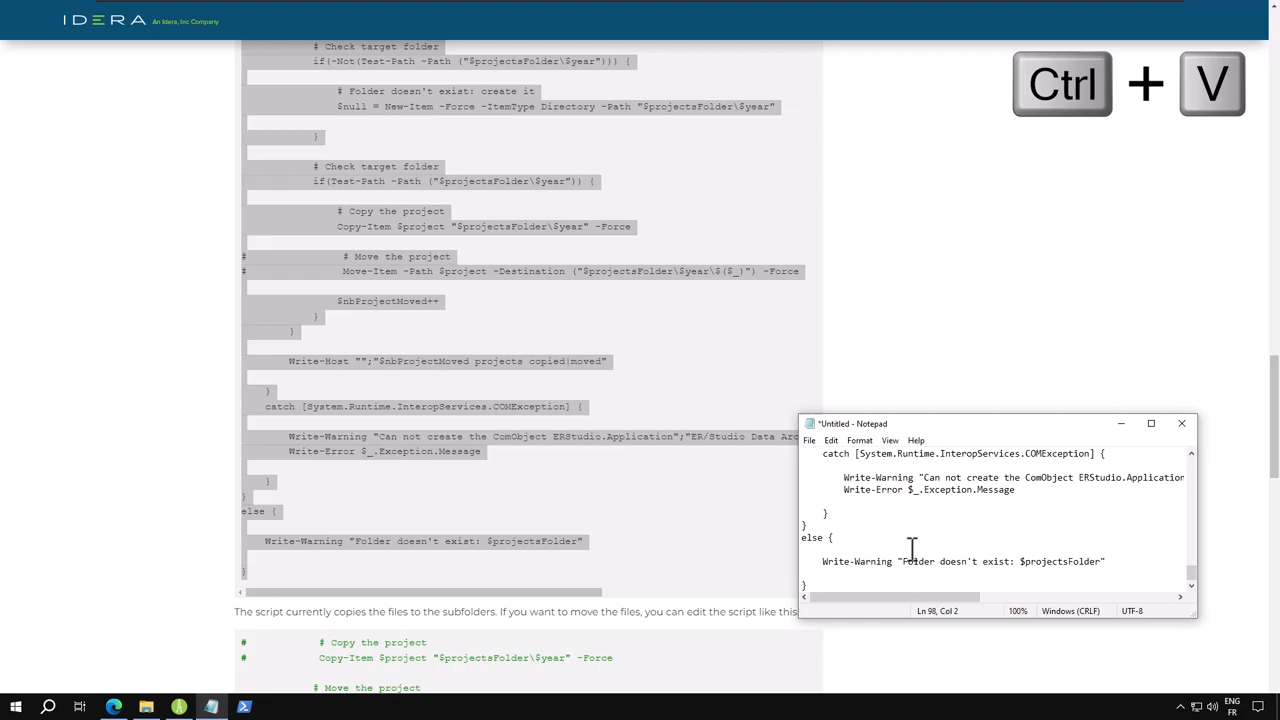 IDERA An Idera, Inc Company
Ctrl + V
# Check target folder
if(-Not(Test-Path -Path ("$projectsFolder\$year"))) {
# Folder doesn't exist: create it
$null = New-Item -Force -ItemType Directory -Path "$projectsFolder\$year"
}
# Check target folder
if(Test-Path -Path ("$projectsFolder\$year")) {
# Copy the project
Copy-Item $project "$projectsFolder\$year" -Force
# # Move the project
# Move-Item -Path $project -Destination ("$projectsFolder\$year\$($_)") -Force
$nbProjectMoved++
}
}
Write-Host "";"$nbProjectMoved projects copied|moved"
}
catch [System.Runtime.InteropServices.COMException] {
Write-Warning "Can not create the ComObject ERStudio.Application";"ER/Studio Data Arc
Write-Error $_.Exception.Message
}
}
else {
Write-Warning "Folder doesn't exist: $projectsFolder"
}
The script currently copies the files to the subfolders. If you want to move the files, you can edit the script like this
# # Copy the project
# Copy-Item $project "$projectsFolder\$year" -Force
# Move the project
*Untitled - Notepad
File Edit Format View Help
catch [System.Runtime.InteropServices.COMException] {
Write-Warning "Can not create the ComObject ERStudio.Application
Write-Error $_.Exception.Message
}
}
else {
Write-Warning "Folder doesn't exist: $projectsFolder"
}
Ln 98, Col 2 100% Windows (CRLF) UTF-8
ENG
FR